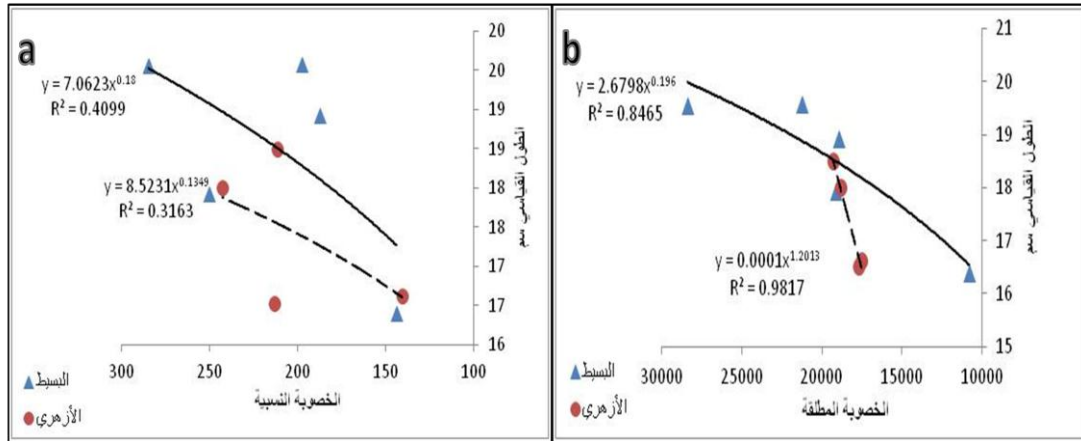 a
y = 7.0623x^0.18
R² = 0.4099
y = 8.5231x^0.1349
R² = 0.3163
20
20
19
19
18
18
17
17
16
الطول القياسي سم
300
250
200
150
100
الخصوبة النسبية
البسيط
الأزهري
b
y = 2.6798x^0.196
R² = 0.8465
y = 0.0001x^1.2013
R² = 0.9817
21
20
19
18
17
16
15
الطول القياسي سم
30000
25000
20000
15000
10000
الخصوبة المطلقة
البسيط
الأزهري